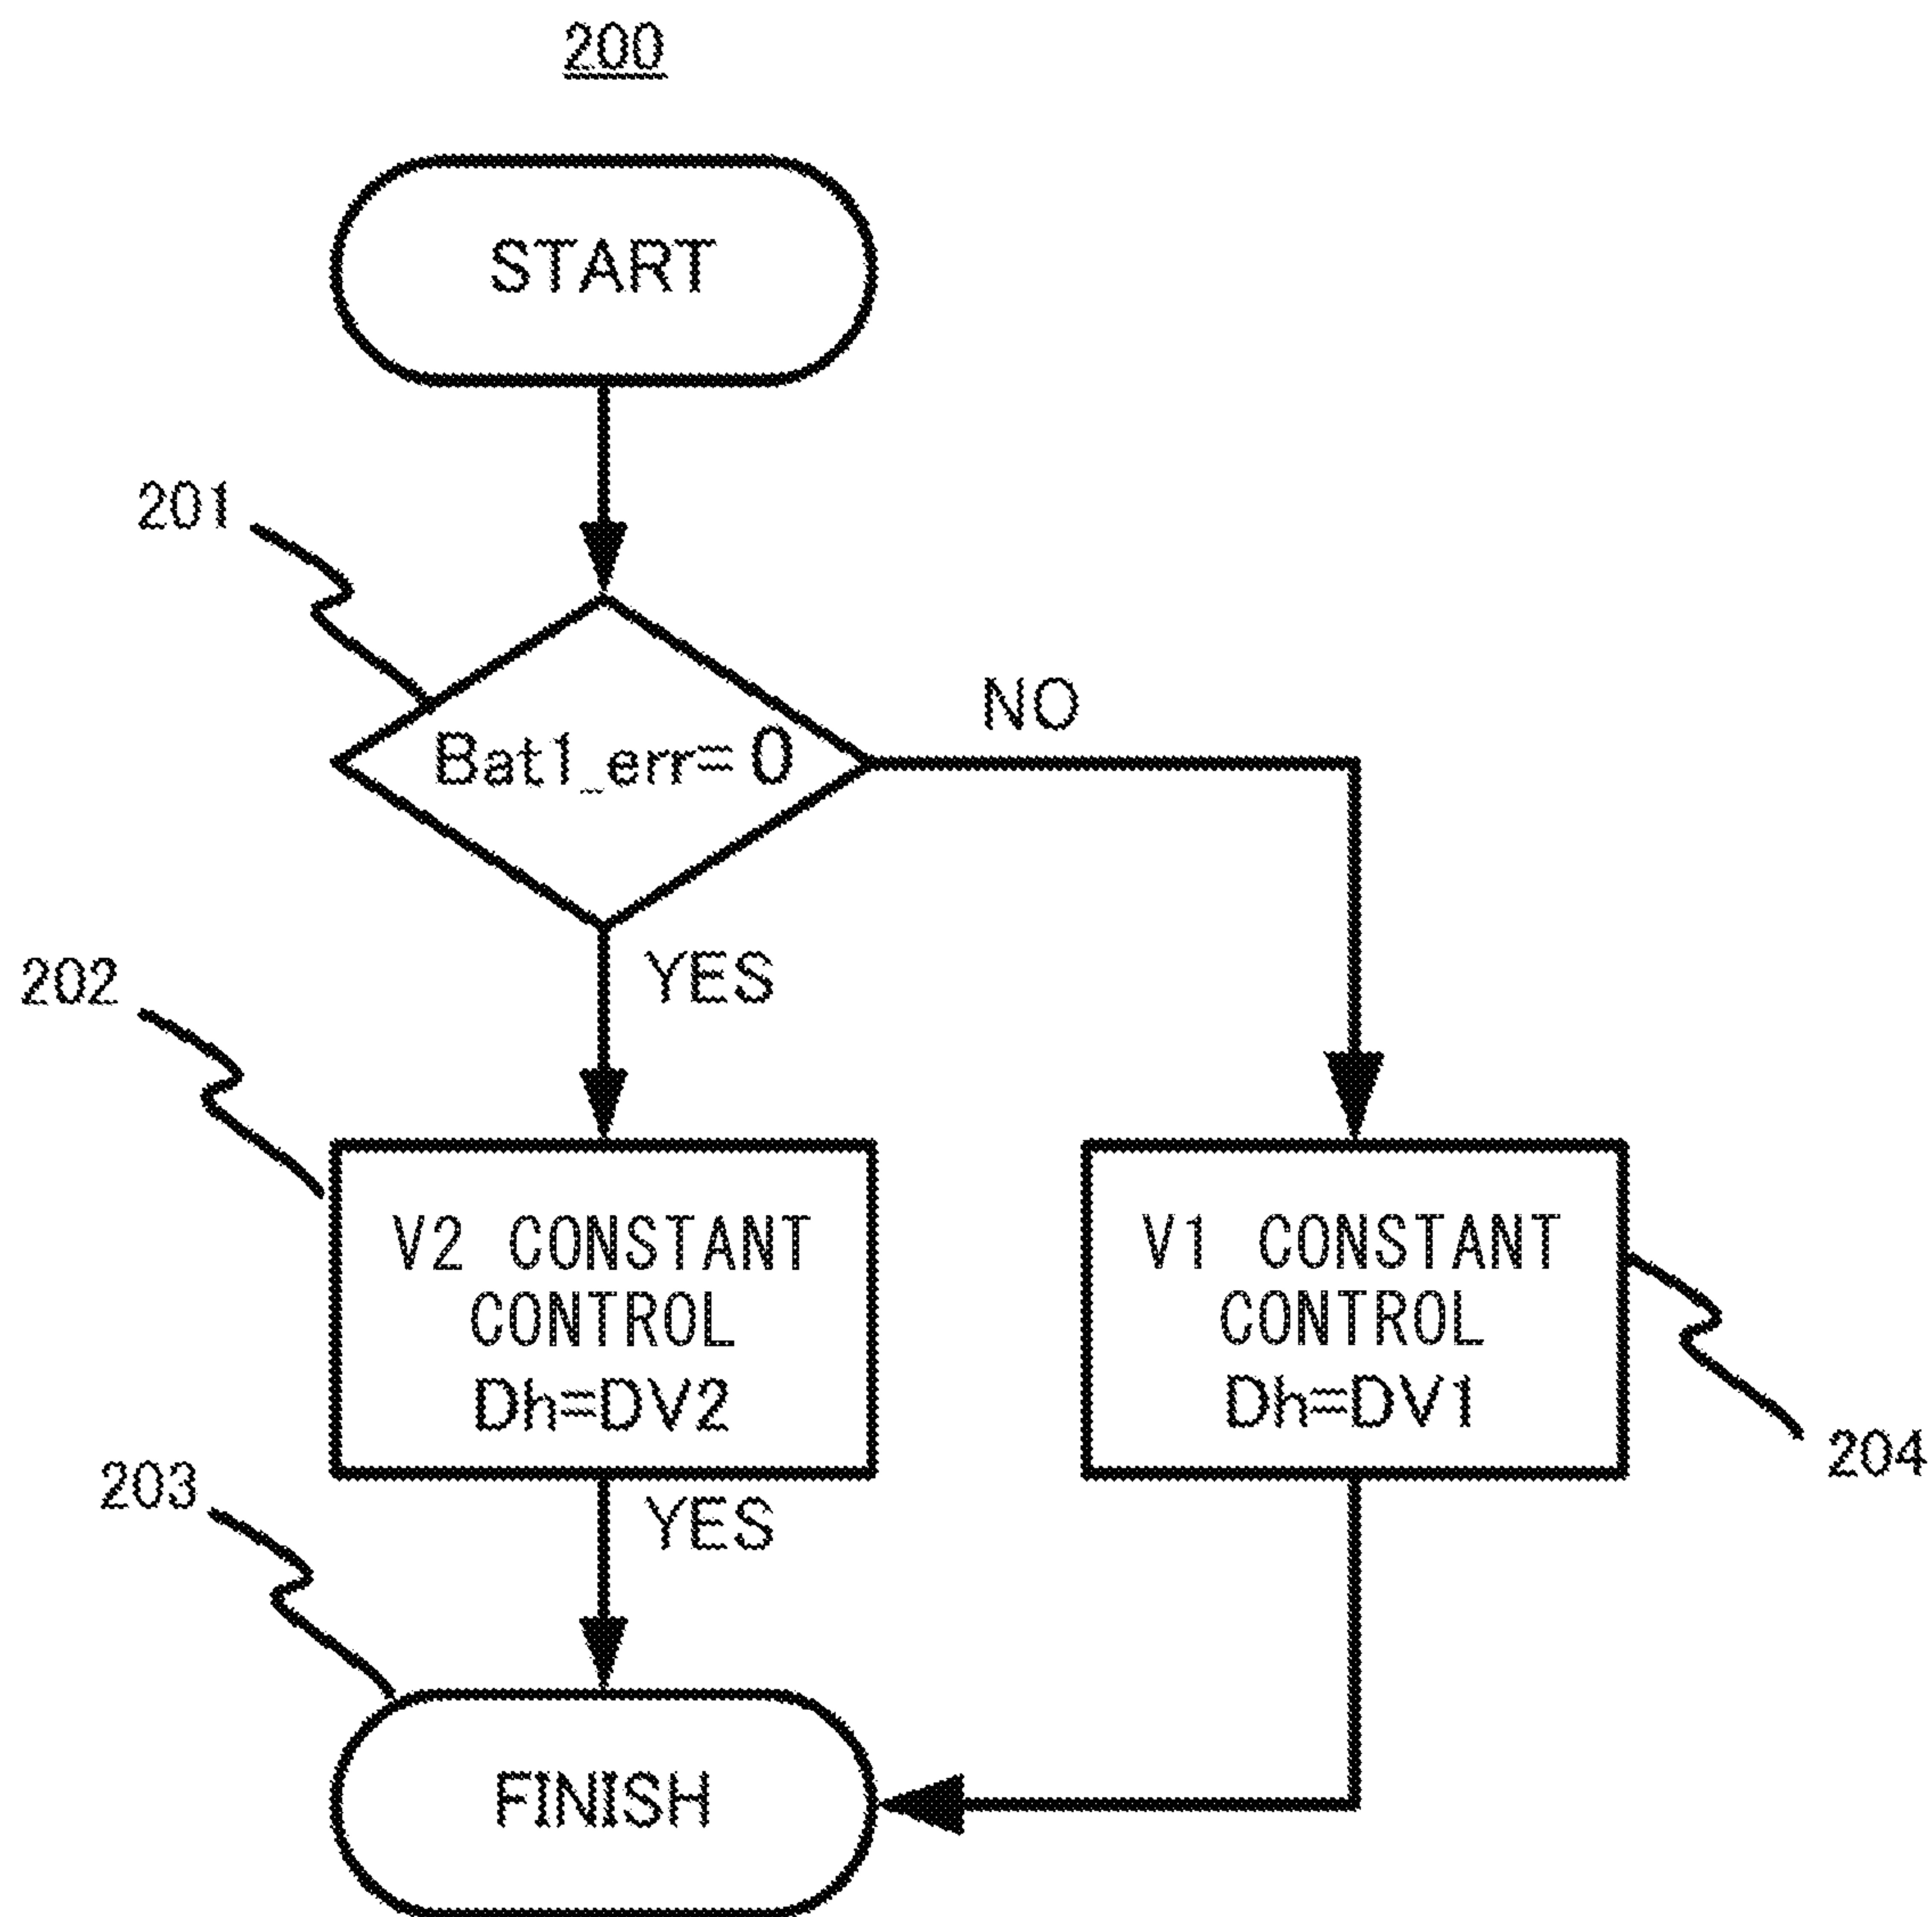 200
START
201
Bat1_err= 0
NO
YES
202
V2 CONSTANT
CONTROL
Dh=DV2
V1 CONSTANT
CONTROL
Dh=DV1
204
203
YES
FINISH